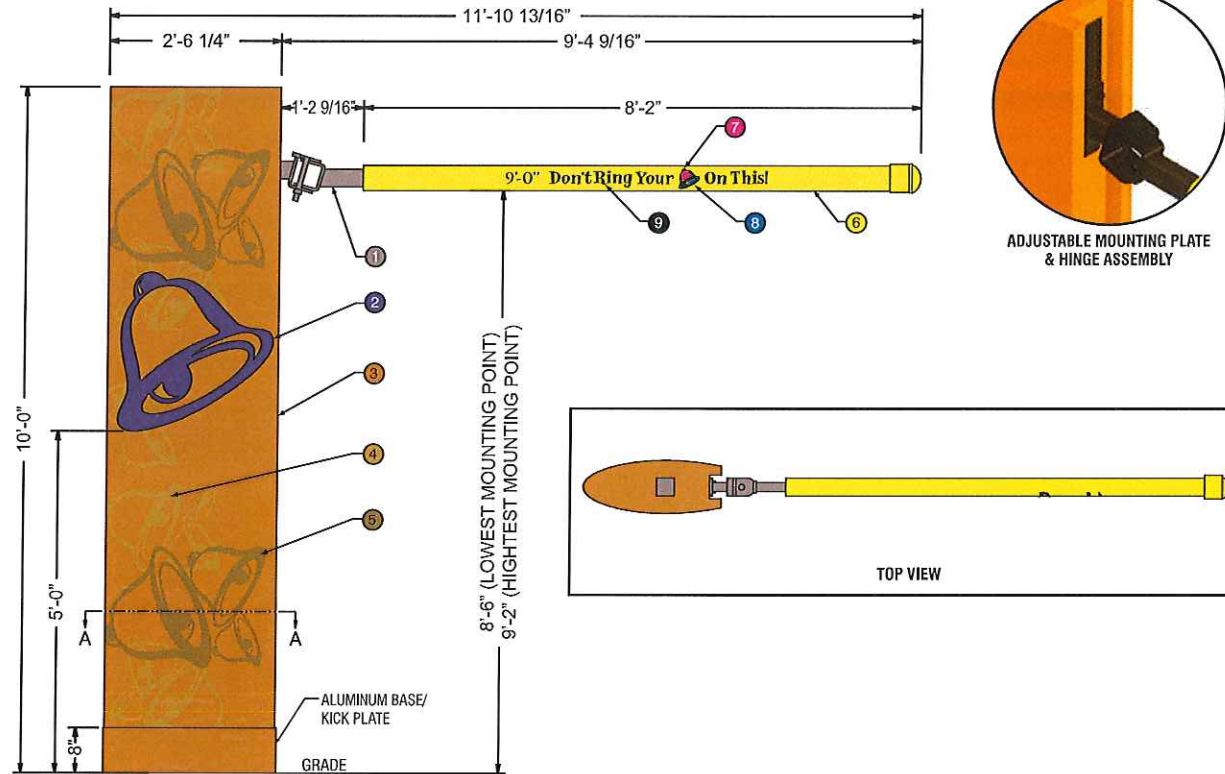 11'-10 13/16"
2'-6 1/4"
9'-4 9/16"
1'-2 9/16"
8'-2"
7
9'-0" Don't Ring Your On This!
9
8
6
1
2
3
4
5
10'-0"
5'-0"
8"
8'-6" (LOWEST MOUNTING POINT)
9'-2" (HIGHTEST MOUNTING POINT)
A
A
ALUMINUM BASE/
KICK PLATE
GRADE
ADJUSTABLE MOUNTING PLATE
& HINGE ASSEMBLY
TOP VIEW